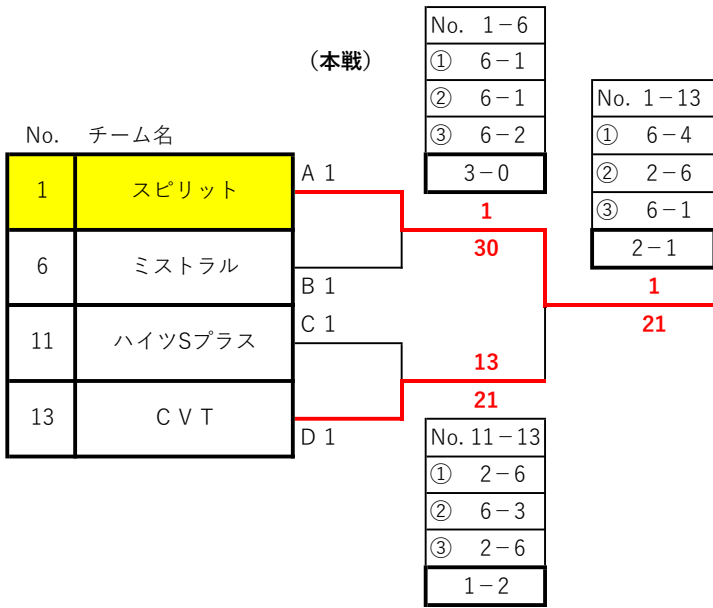 (本戦)
No. 1-6
① 6-1
② 6-1
③ 6-2
3-0
1
30
No. 1-13
① 6-4
② 2-6
③ 6-1
2-1
1
21
No. チーム名
1 スピリット A 1
6 ミストラル B 1
11 ハイツSプラス C 1
13 C V T D 1
13
21
No. 11-13
① 2-6
② 6-3
③ 2-6
1-2